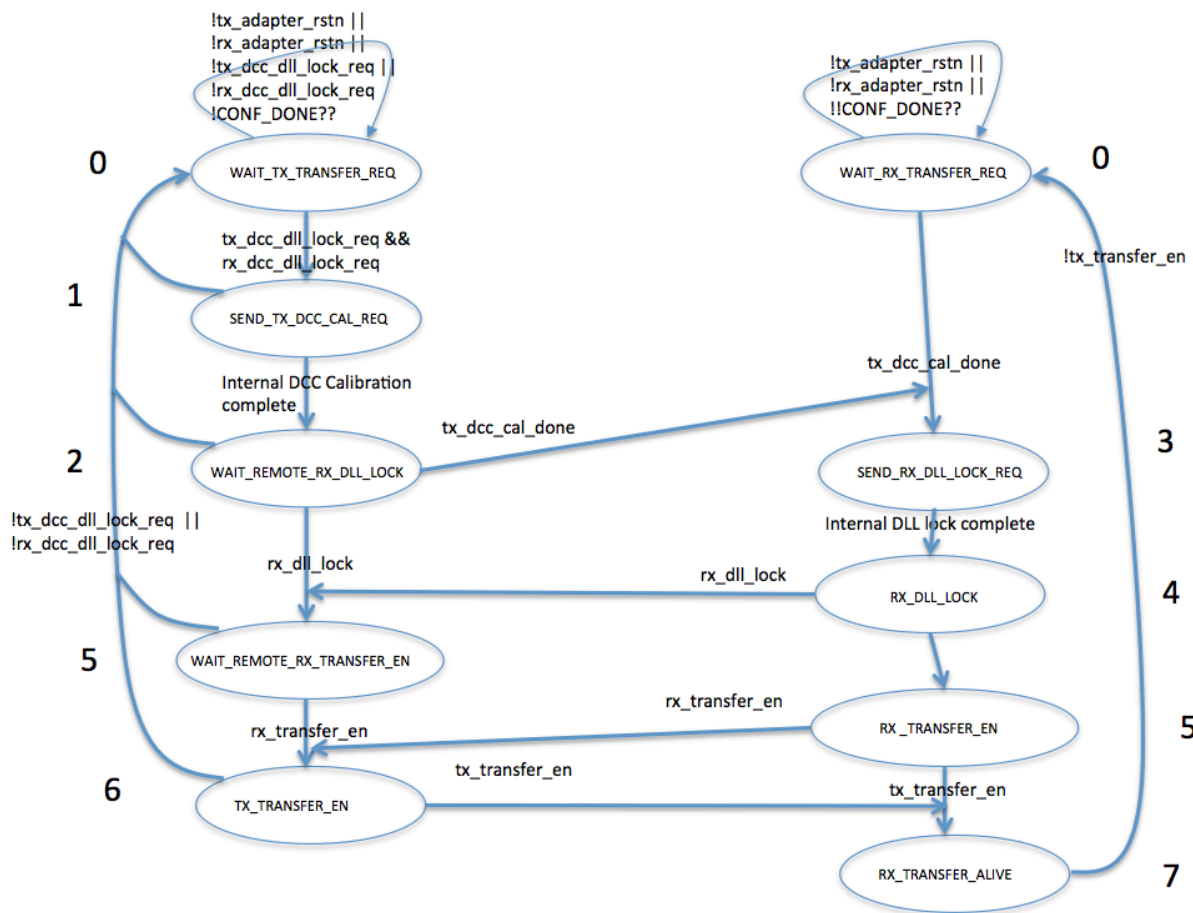 !tx_adapter_rstn ||
!rx_adapter_rstn ||
!tx_dcc_dll_lock_req ||
!rx_dcc_dll_lock_req
!CONF_DONE??
!tx_adapter_rstn ||
!rx_adapter_rstn ||
!!CONF_DONE??
0
WAIT_TX_TRANSFER_REQ
WAIT_RX_TRANSFER_REQ
0
tx_dcc_dll_lock_req &&
rx_dcc_dll_lock_req
!tx_transfer_en
1
SEND_TX_DCC_CAL_REQ
Internal DCC Calibration
complete
tx_dcc_cal_done
tx_dcc_cal_done
2
WAIT_REMOTE_RX_DLL_LOCK
SEND_RX_DLL_LOCK_REQ
3
!tx_dcc_dll_lock_req ||
!rx_dcc_dll_lock_req
Internal DLL lock complete
rx_dll_lock
rx_dll_lock
RX_DLL_LOCK
4
5
WAIT_REMOTE_RX_TRANSFER_EN
rx_transfer_en
rx_transfer_en
RX _TRANSFER_EN
5
6
TX_TRANSFER_EN
tx_transfer_en
tx_transfer_en
RX_TRANSFER_ALIVE
7